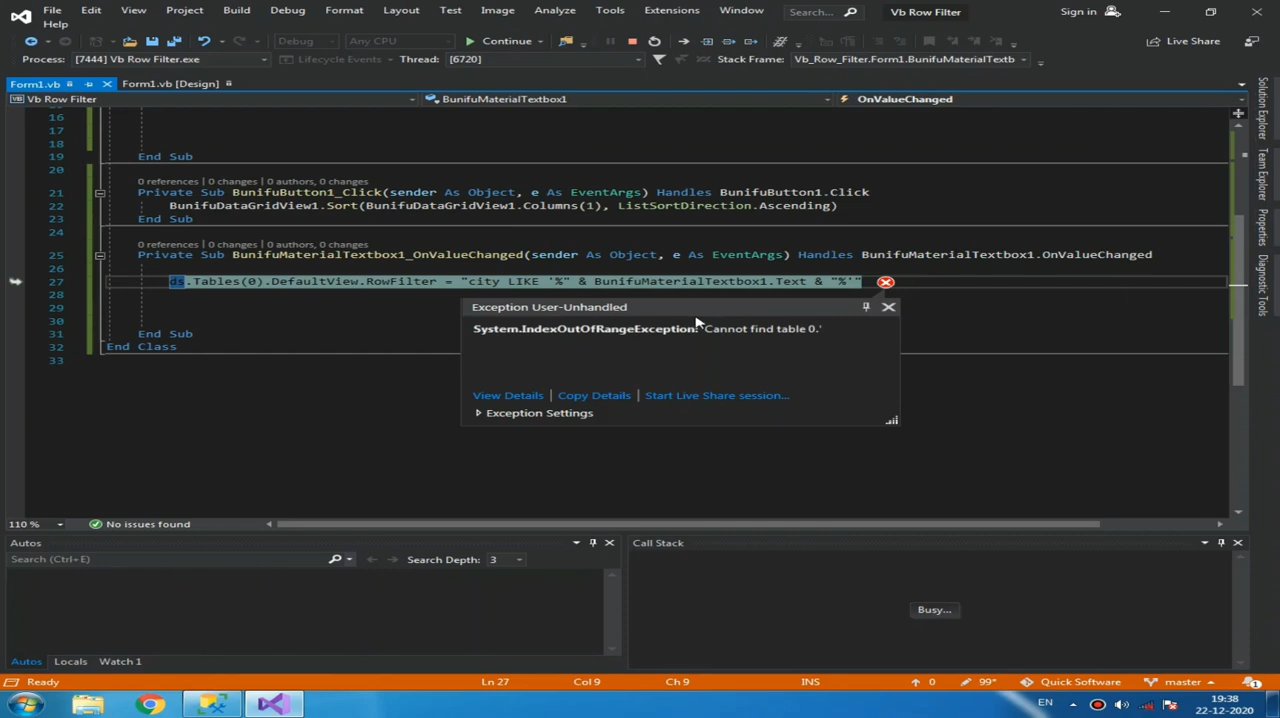 File Edit View Project Build Debug Format Layout Test Image Analyze Tools Extensions Window Search... Vb Row Filter Sign in
Help
Debug Any CPU Continue Live Share
Process: [7444] Vb Row Filter.exe Lifecycle Events Thread: [6720] Stack Frame: Vb_Row_Filter.Form1.BunifuMaterialTextb
Form1.vb Form1.vb [Design]
Vb Row Filter BunifuMaterialTextbox1 OnValueChanged
16
17
18
19 End Sub
20
0 references | 0 changes | 0 authors, 0 changes
21 Private Sub BunifuButton1_Click(sender As Object, e As EventArgs) Handles BunifuButton1.Click
22 BunifuDataGridView1.Sort(BunifuDataGridView1.Columns(1), ListSortDirection.Ascending)
23 End Sub
24
0 references | 0 changes | 0 authors, 0 changes
25 Private Sub BunifuMaterialTextbox1_OnValueChanged(sender As Object, e As EventArgs) Handles BunifuMaterialTextbox1.OnValueChanged
26
27 ds.Tables(0).DefaultView.RowFilter = "city LIKE '%" & BunifuMaterialTextbox1.Text & "%'"
28
Exception User-Unhandled
29
System.IndexOutOfRangeException: 'Cannot find table 0.'
31 End Sub
32 End Class
33
View Details | Copy Details | Start Live Share session...
Exception Settings
110 % No issues found
Autos
Search (Ctrl+E) Search Depth: 3
Call Stack
Busy...
Autos Locals Watch 1
Ready Ln 27 Col 9 Ch 9 INS 0 99* Quick Software master 1
EN 19:38
22-12-2020
Solution Explorer
Team Explorer
Properties
Diagnostic Tools